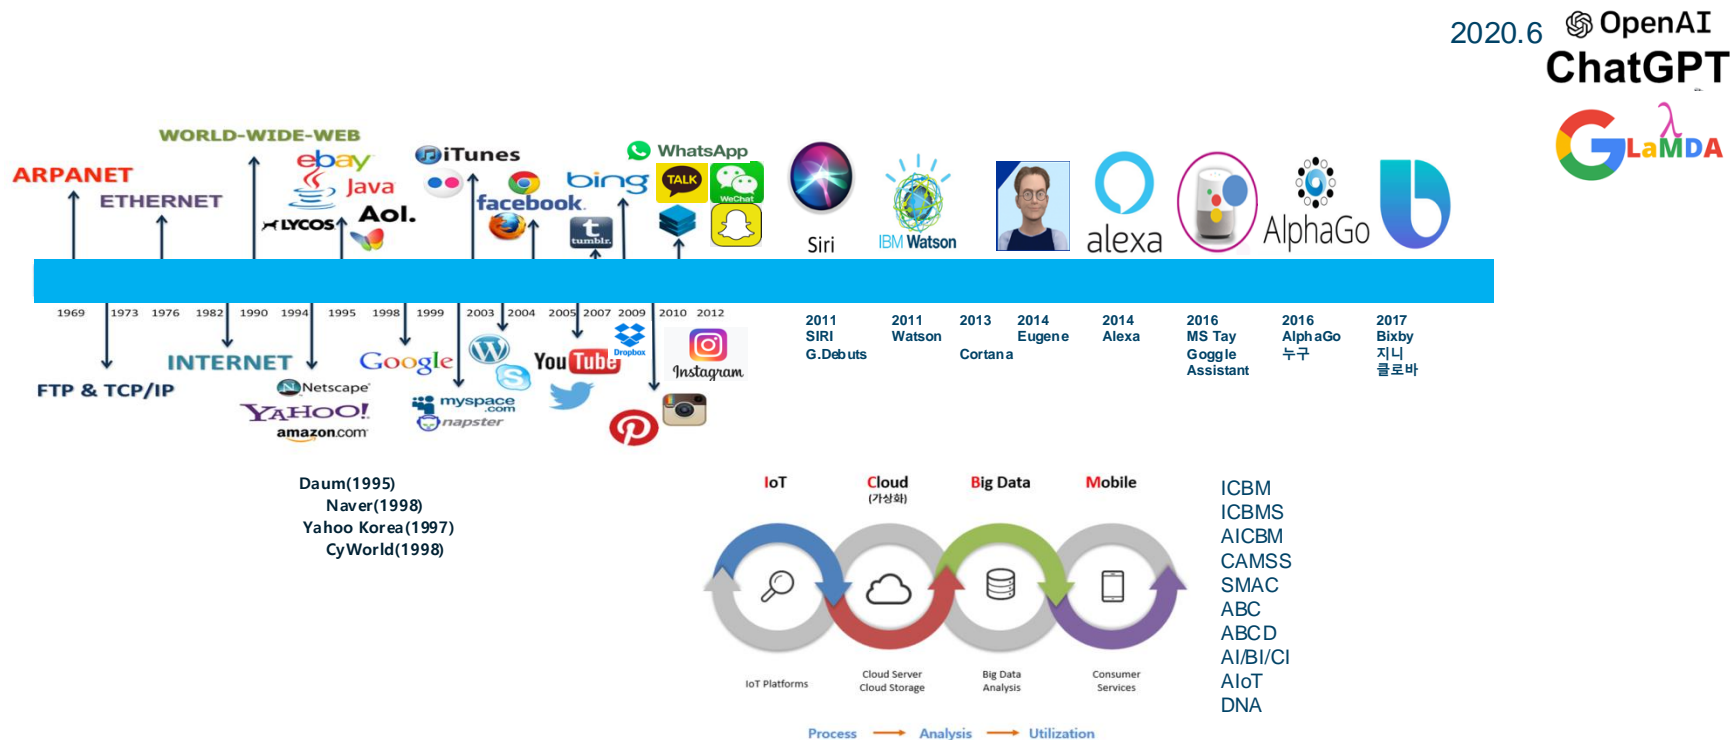 2020.6 OpenAI
ChatGPT
LaMDA
WORLD-WIDE-WEB
ARPANET
ETHERNET
ebay
Java
LYCOS
Aol.
iTunes
facebook
bing
tumblr.
WhatsApp
TALK
WeChat
Siri
IBM Watson
alexa
AlphaGo
1969 1973 1976 1982 1990 1994 1995 1998 1999 2003 2004 2005 2007 2009 2010 2012
FTP & TCP/IP
INTERNET
Netscape
YAHOO!
amazon.com
Google
myspace
.com
napster
YouTube
Dropbox
Instagram
2011
SIRI
G.Debuts
2011
Watson
2013
Cortana
2014
Eugene
2014
Alexa
2016
MS Tay
Goggle
Assistant
2016
AlphaGo
누구
2017
Bixby
지니
클로바
Daum(1995)
Naver(1998)
Yahoo Korea(1997)
CyWorld(1998)
IoT
Cloud
(가상화)
Big Data
Mobile
IoT Platforms
Cloud Server
Cloud Storage
Big Data
Analysis
Consumer
Services
Process Analysis Utilization
ICBM
ICBMS
AICBM
CAMSS
SMAC
ABC
ABCD
AI/BI/CI
AIoT
DNA